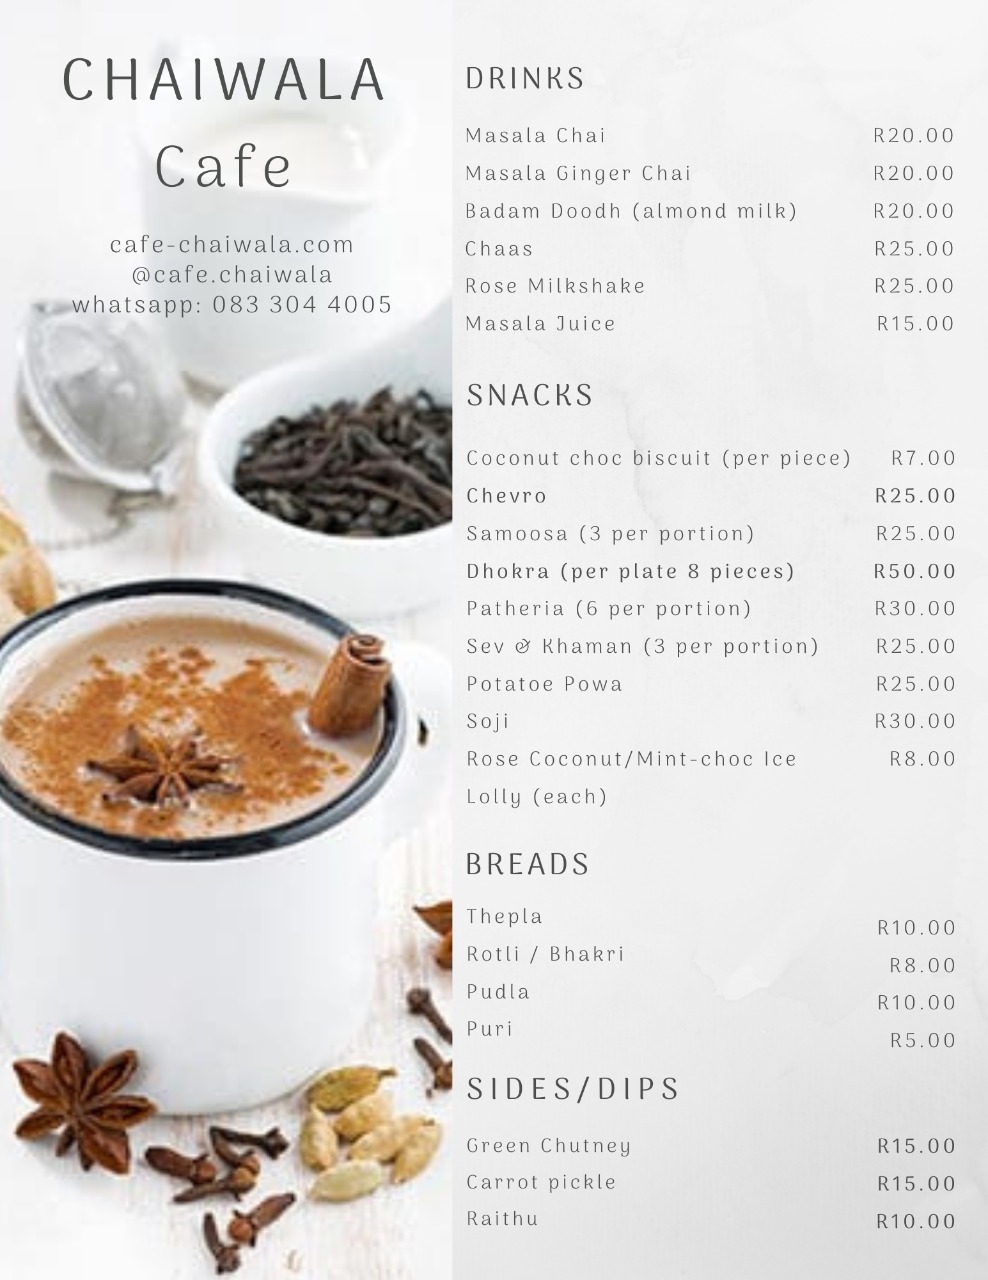 CHAIWALA
Cafe
cafe-chaiwala.com
@cafe.chaiwala
whatsapp: 083 304 4005
DRINKS
Masala Chai R20.00
Masala Ginger Chai R20.00
Badam Doodh (almond milk) R20.00
Chaas R25.00
Rose Milkshake R25.00
Masala Juice R15.00
SNACKS
Coconut choc biscuit (per piece) R7.00
Chevro R25.00
Samoosa (3 per portion) R25.00
Dhokra (per plate 8 pieces) R50.00
Patheria (6 per portion) R30.00
Sev & Khaman (3 per portion) R25.00
Potatoe Powa R25.00
Soji R30.00
Rose Coconut/Mint-choc Ice R8.00
Lolly (each)
BREADS
Thepla R10.00
Rotli / Bhakri R8.00
Pudla R10.00
Puri R5.00
SIDES/DIPS
Green Chutney R15.00
Carrot pickle R15.00
Raithu R10.00